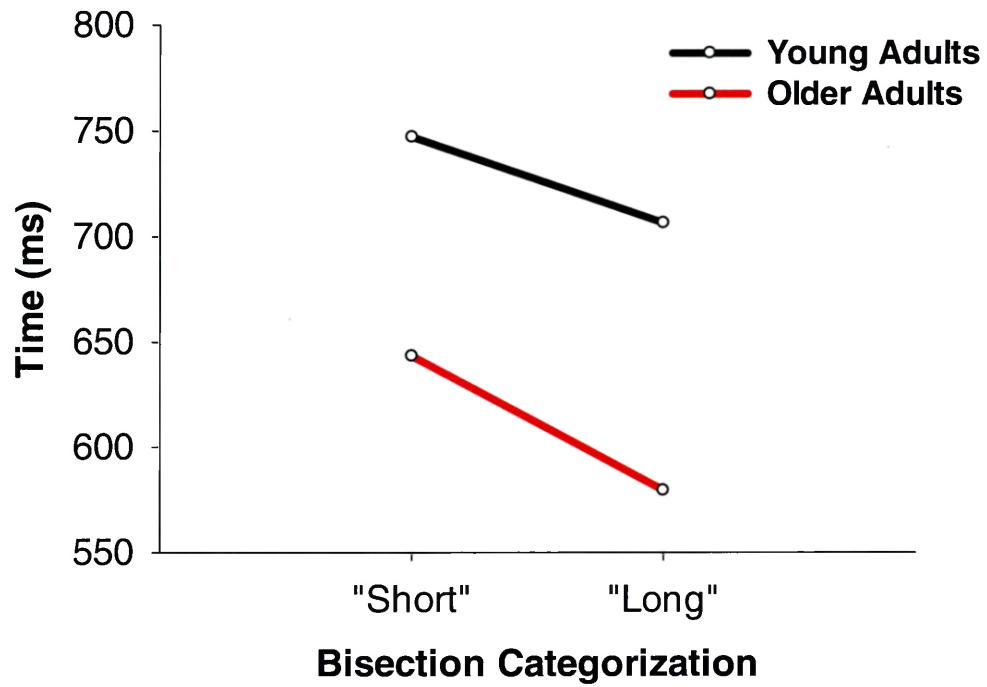 800
Young Adults
Older Adults
750
700
650
600
550
Time (ms)
"Short"
"Long"
Bisection Categorization